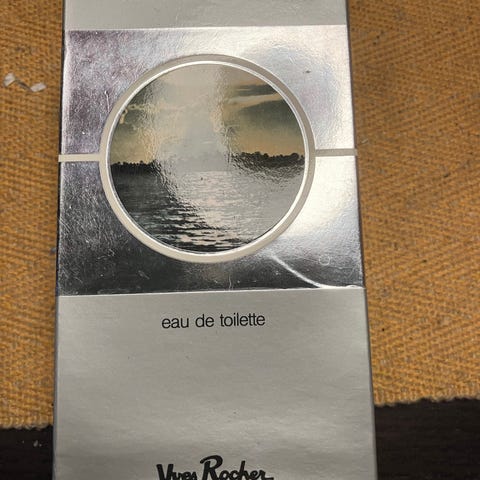 eau de toilette
Yves Rocher